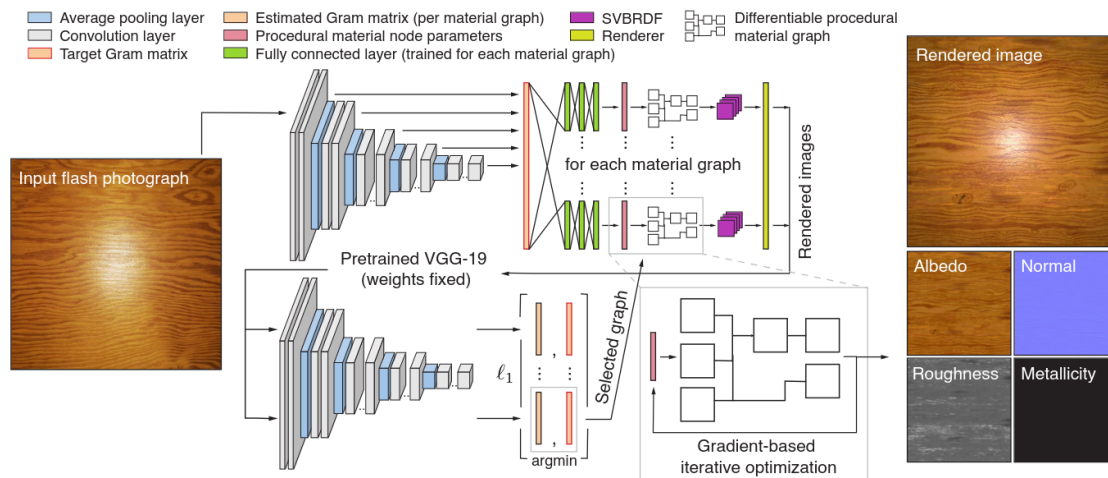 Average pooling layer
Convolution layer
Target Gram matrix
Estimated Gram matrix (per material graph)
Procedural material node parameters
Fully connected layer (trained for each material graph)
SVBRDF
Renderer
Differentiable procedural
material graph
Input flash photograph
for each material graph
Rendered images
Rendered image
Pretrained VGG-19
(weights fixed)
ℓ1
,
,
argmin
Selected graph
Gradient-based
iterative optimization
Albedo
Normal
Roughness
Metallicity